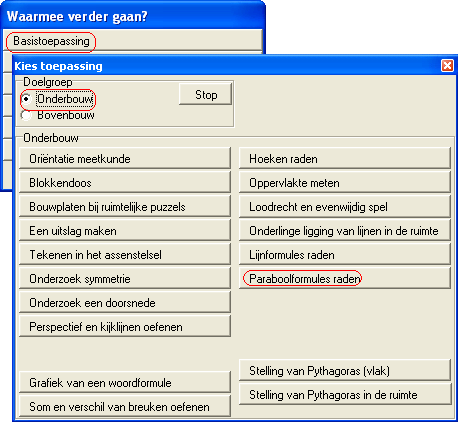 Waarmee verder gaan?
Basistoepassing
Kies toepassing
Doelgroep
Onderbouw
Bovenbouw
Stop
Onderbouw
Oriëntatie meetkunde
Blokkendoos
Bouwplaten bij ruimtelijke puzzels
Een uitslag maken
Tekenen in het assenstelsel
Onderzoek symmetrie
Onderzoek een doorsnede
Perspectief en kijklijnen oefenen
Grafiek van een woordformule
Som en verschil van breuken oefenen
Hoeken raden
Oppervlakte meten
Loodrecht en evenwijdig spel
Onderlinge ligging van lijnen in de ruimte
Lijnformules raden
Paraboolformules raden
Stelling van Pythagoras (vlak)
Stelling van Pythagoras in de ruimte